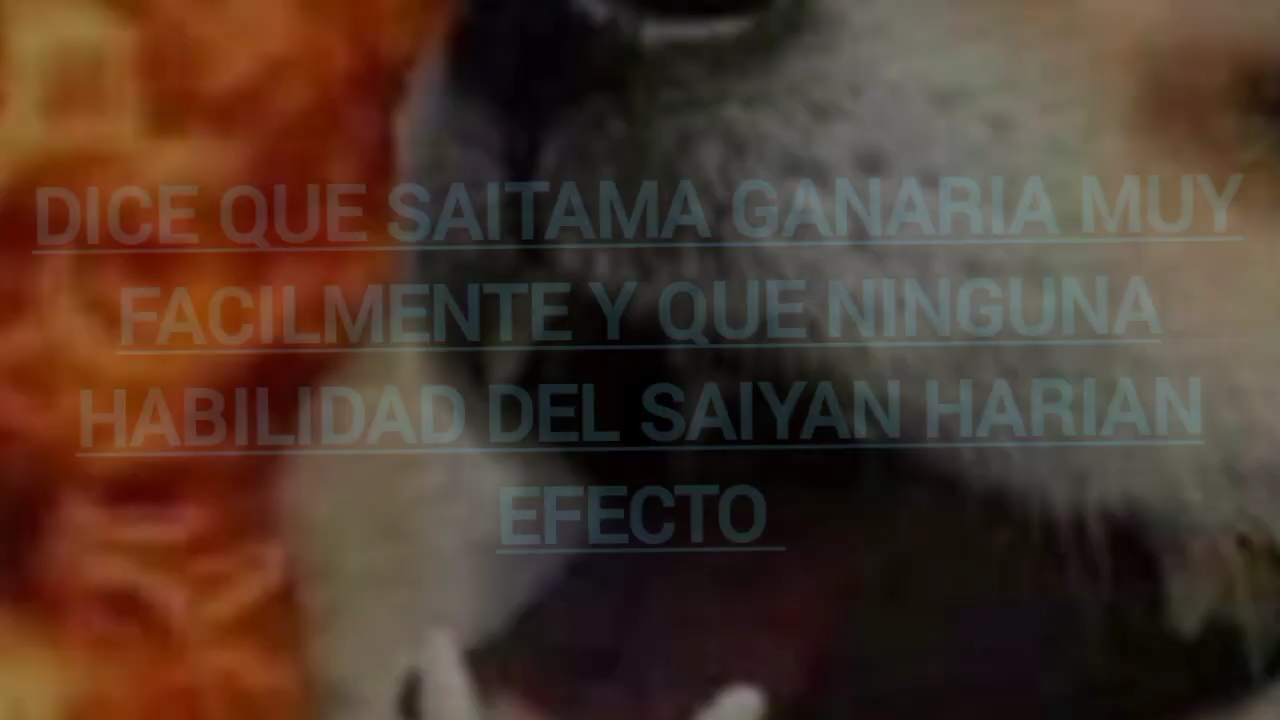 DICE QUE SAITAMA GANARIA MUY
FACILMENTE Y QUE NINGUNA
HABILIDAD DEL SAIYAN HARIAN
EFECTO